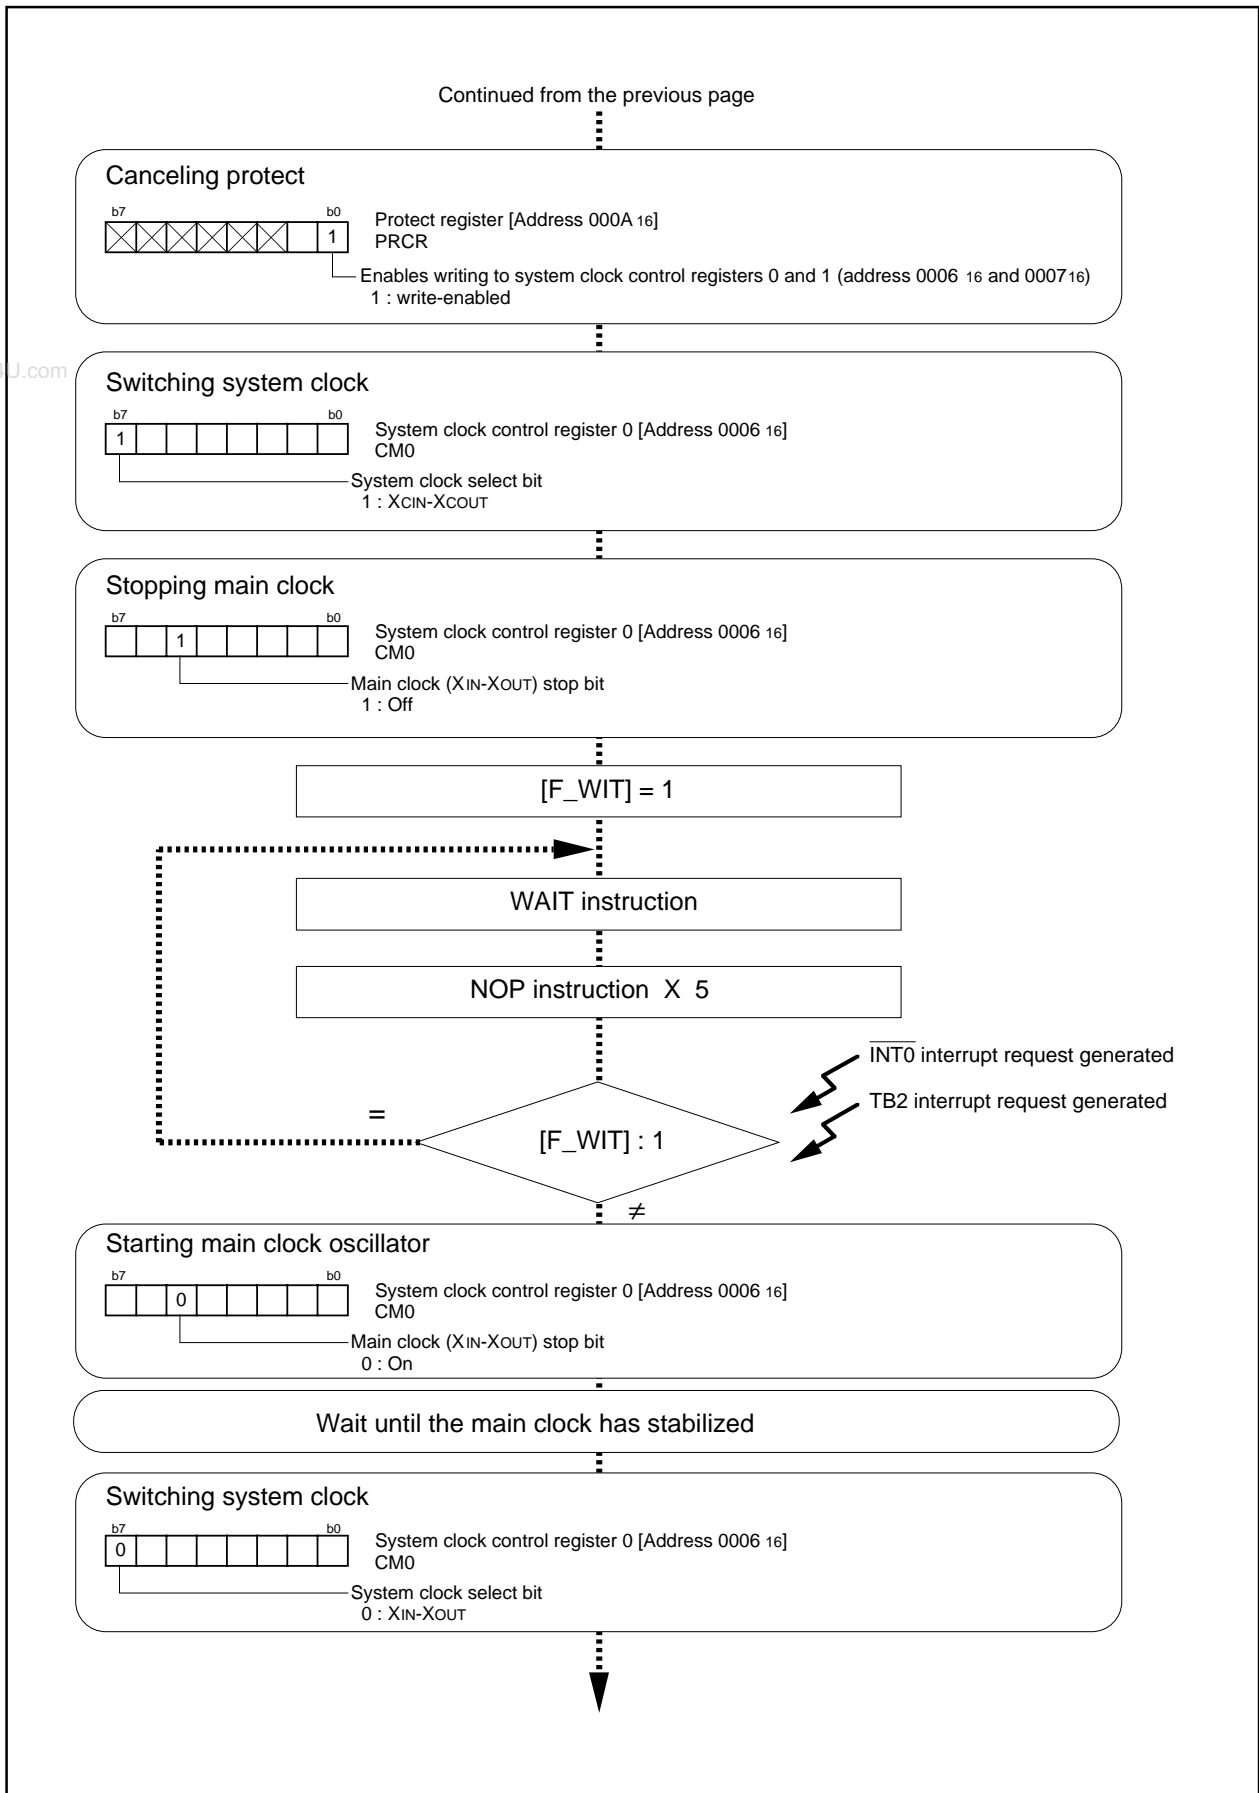 Continued from the previous page
Canceling protect
b7 b0
1
Protect register [Address 000A 16]
PRCR
Enables writing to system clock control registers 0 and 1 (address 0006 16 and 000716)
1 : write-enabled
4U.com
Switching system clock
b7 b0
1
System clock control register 0 [Address 0006 16]
CM0
System clock select bit
1 : XCIN-XCOUT
Stopping main clock
b7 b0
1
System clock control register 0 [Address 0006 16]
CM0
Main clock (XIN-XOUT) stop bit
1 : Off
[F_WIT] = 1
WAIT instruction
NOP instruction X 5
INT0 interrupt request generated
TB2 interrupt request generated
=
[F_WIT] : 1
≠
Starting main clock oscillator
b7 b0
0
System clock control register 0 [Address 0006 16]
CM0
Main clock (XIN-XOUT) stop bit
0 : On
Wait until the main clock has stabilized
Switching system clock
b7 b0
0
System clock control register 0 [Address 0006 16]
CM0
System clock select bit
0 : XIN-XOUT